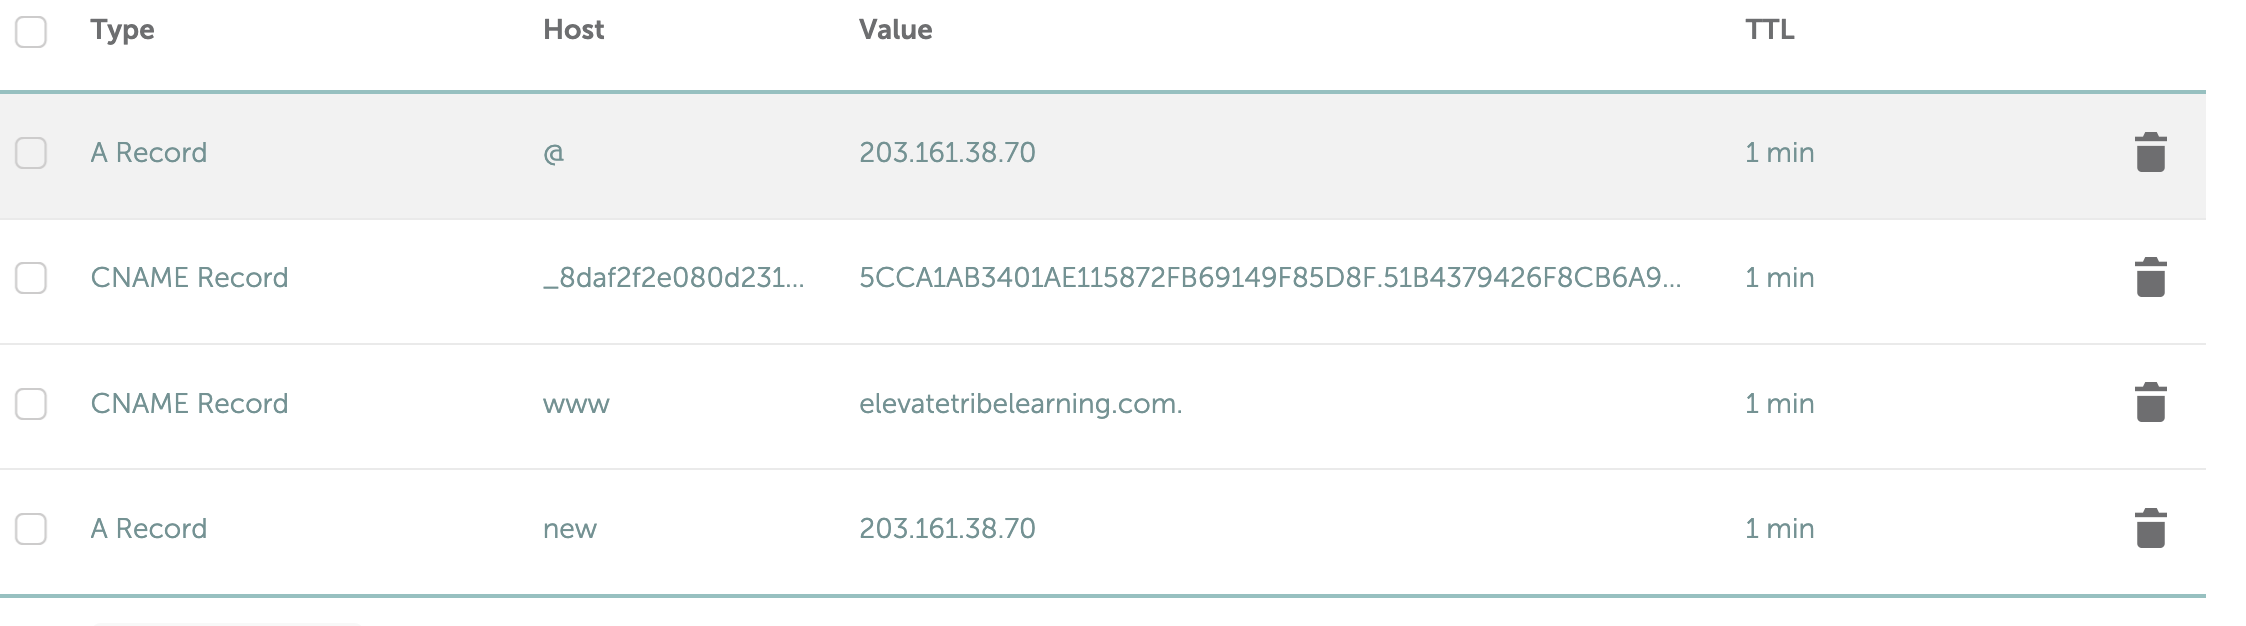 Type Host Value TTL
A Record @ 203.161.38.70 1 min
CNAME Record _8daf2f2e080d231... 5CCA1AB3401AE115872FB69149F85D8F.51B4379426F8CB6A9... 1 min
CNAME Record www elevatetribelearning.com. 1 min
A Record new 203.161.38.70 1 min